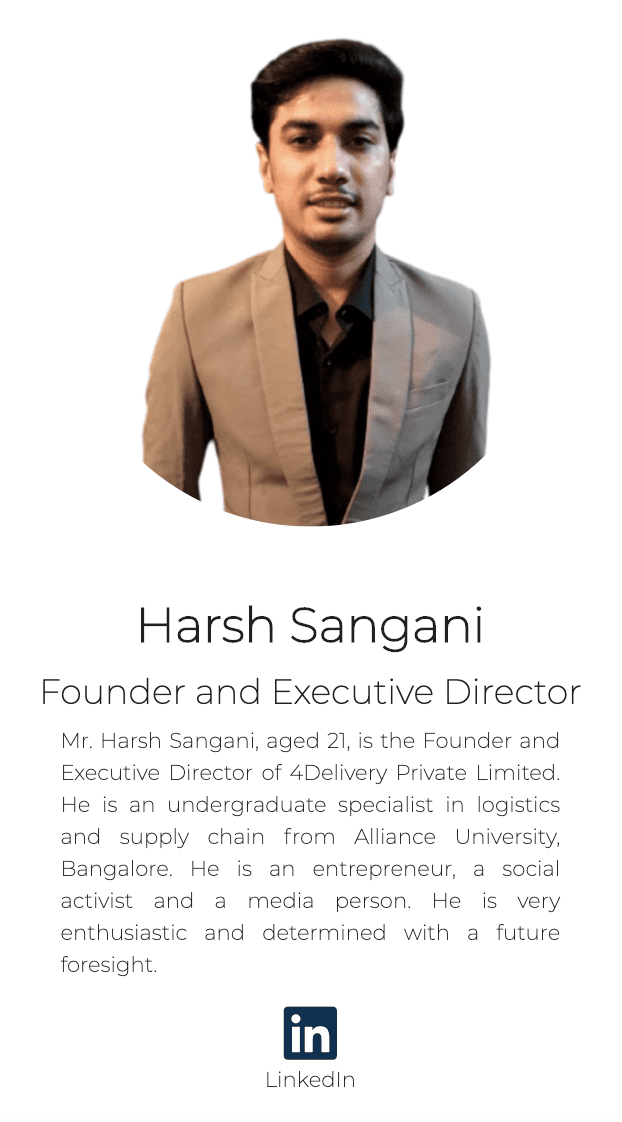 Harsh Sangani
Founder and Executive Director
Mr. Harsh Sangani, aged 21, is the Founder and
Executive Director of 4Delivery Private Limited.
He is an undergraduate specialist in logistics
and supply chain from Alliance University,
Bangalore. He is an entrepreneur, a social
activist and a media person. He is very
enthusiastic and determined with a future
foresight.
in
LinkedIn